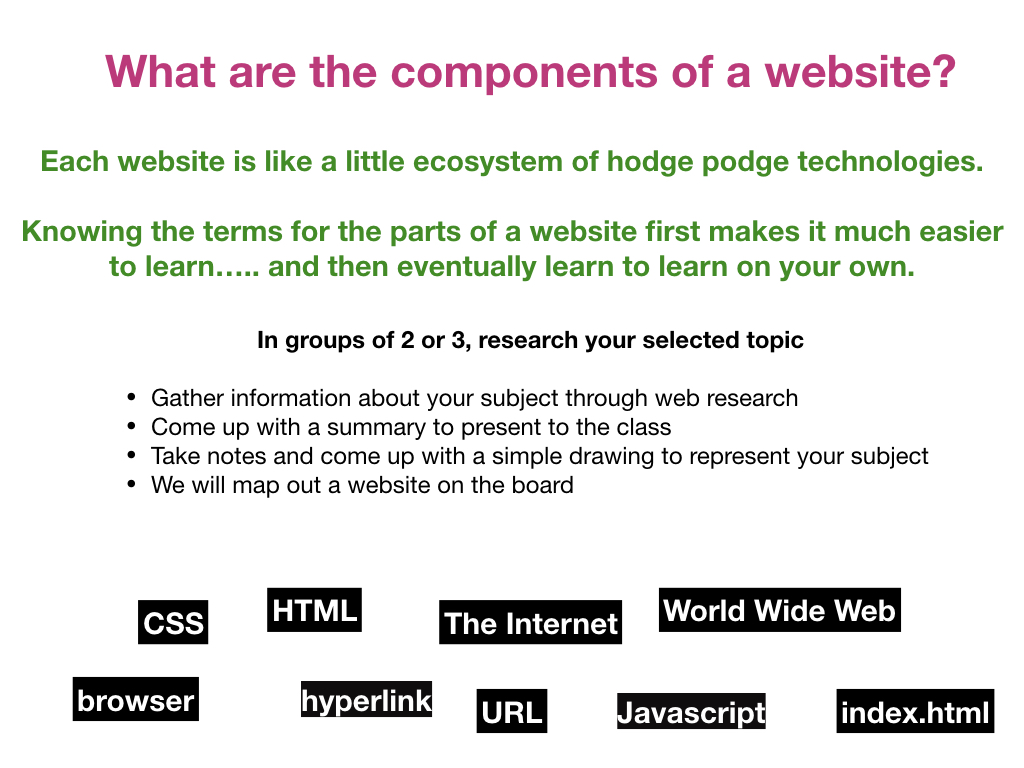 What are the components of a website?
Each website is like a little ecosystem of hodge podge technologies.
Knowing the terms for the parts of a website first makes it much easier
to learn….. and then eventually learn to learn on your own.
In groups of 2 or 3, research your selected topic
• Gather information about your subject through web research
• Come up with a summary to present to the class
• Take notes and come up with a simple drawing to represent your subject
• We will map out a website on the board
CSS
HTML
The Internet
World Wide Web
browser
hyperlink
URL
Javascript
index.html